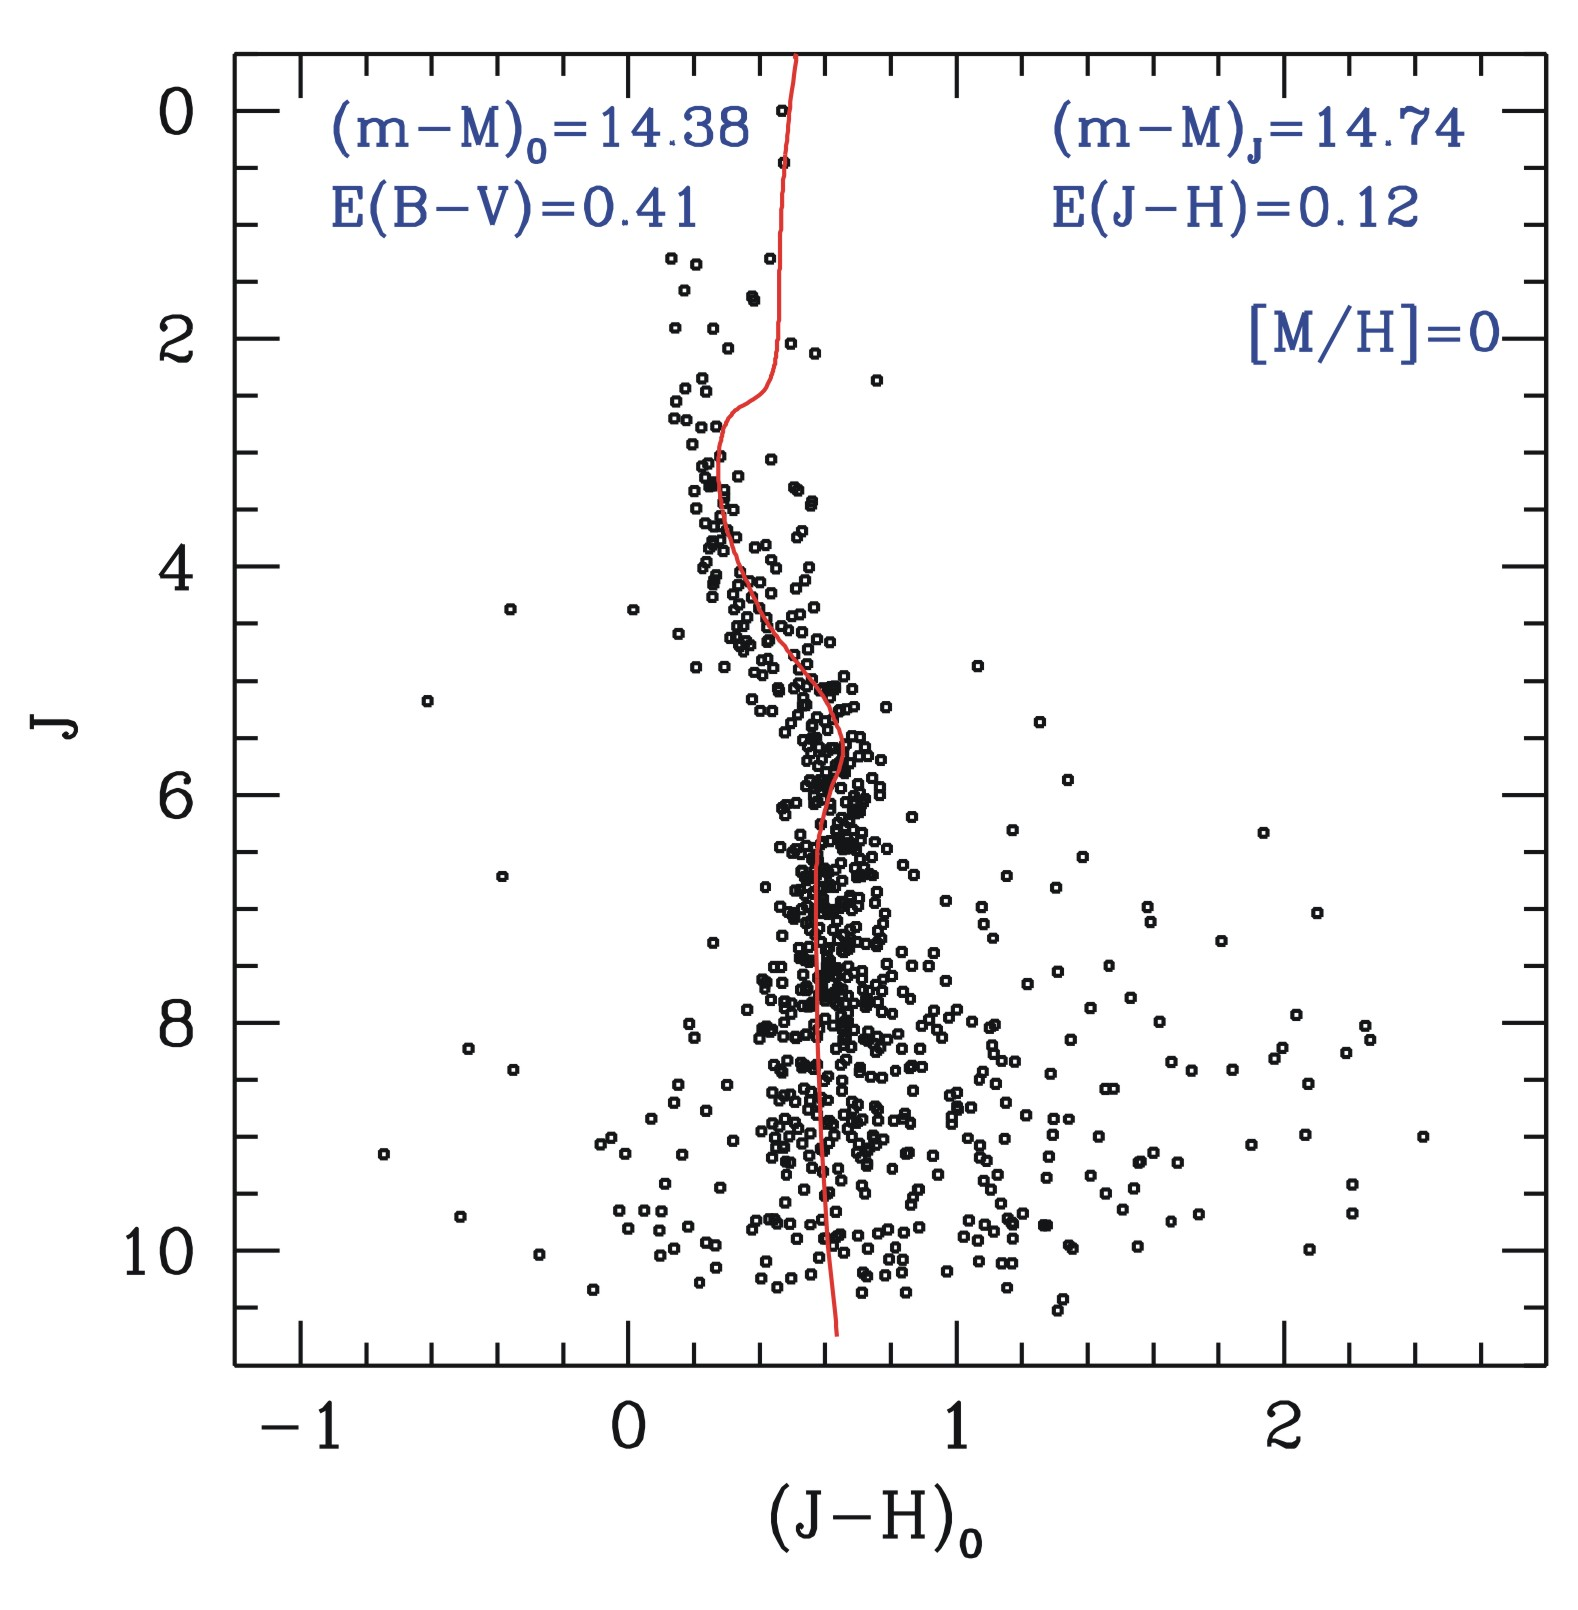 (m−M)₀=14.38
E(B−V)=0.41
(m−M)J=14.74
E(J−H)=0.12
[M/H]=0
0
2
4
6
8
10
J
−1 0 1 2
(J−H)₀